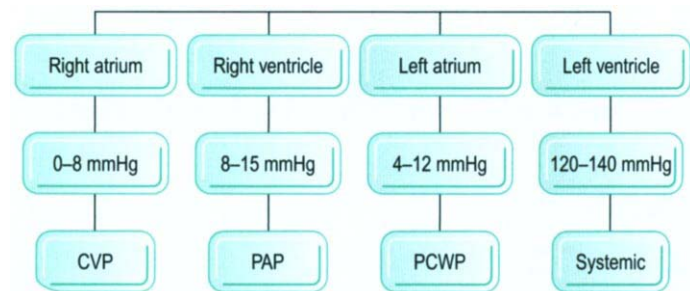 Right atrium
Right ventricle
Left atrium
Left ventricle
0–8 mmHg
8–15 mmHg
4–12 mmHg
120–140 mmHg
CVP
PAP
PCWP
Systemic